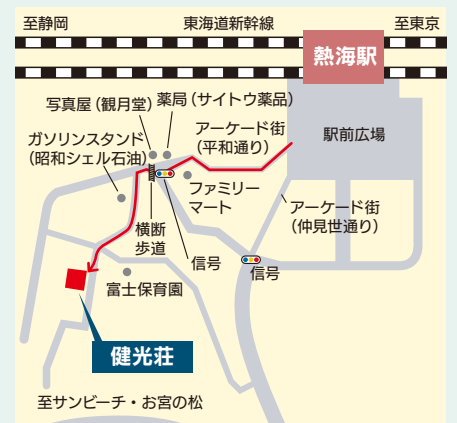 至静岡
東海道新幹線
至東京
熱海駅
写真屋（観月堂）
薬局（サイトウ薬品）
ガソリンスタンド
（昭和シェル石油）
アーケード街
（平和通り）
駅前広場
ファミリー
マート
アーケード街
（仲見世通り）
横断
歩道
信号
信号
富士保育園
健光荘
至サンビーチ・お宮の松